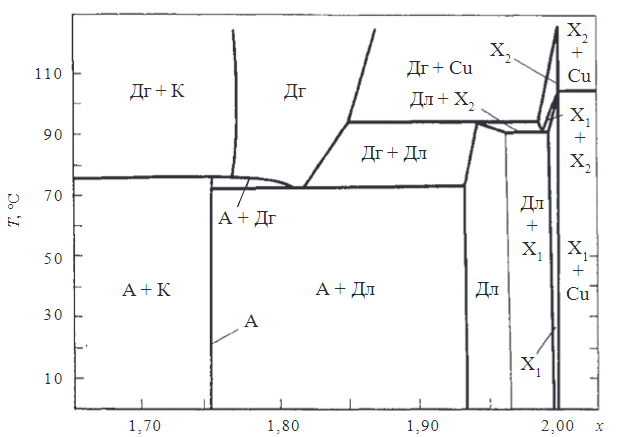 X₂
+
Cu
X₂
Дг + Cu
110
Дг + К
Дг
Дл + X₂
X₁
+
X₂
90
Дг + Дл
70
А + Дг
Дл
+
X₁
T, °C
50
X₁
+
Cu
А + К
А + Дл
Дл
30
А
X₁
10
1,70
1,80
1,90
2,00
x